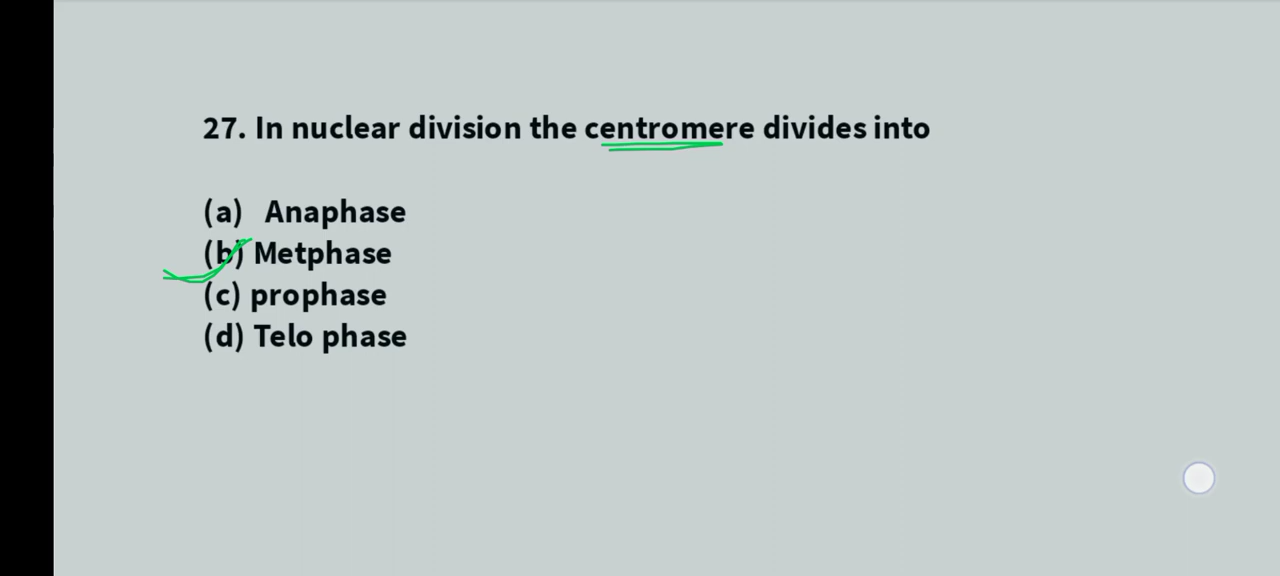 27. In nuclear division the centromere divides into
(a) Anaphase
(b) Metphase
(c) prophase
(d) Telo phase